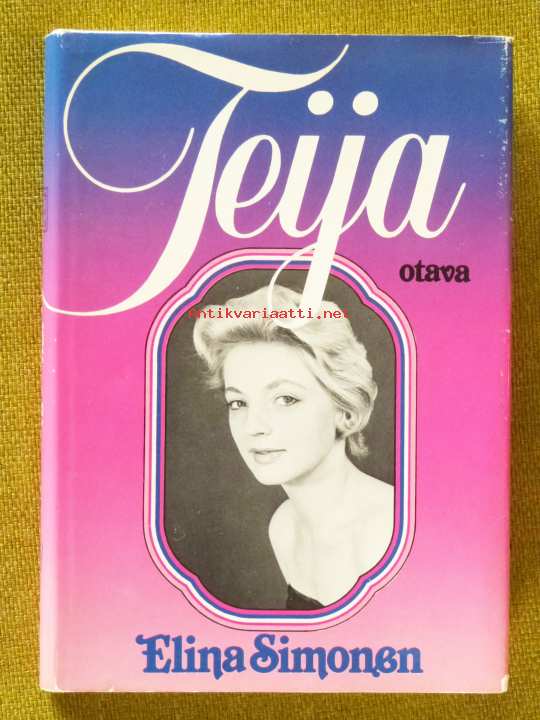 Teija
otava
Antikvariaatti.net
Elina Simonen